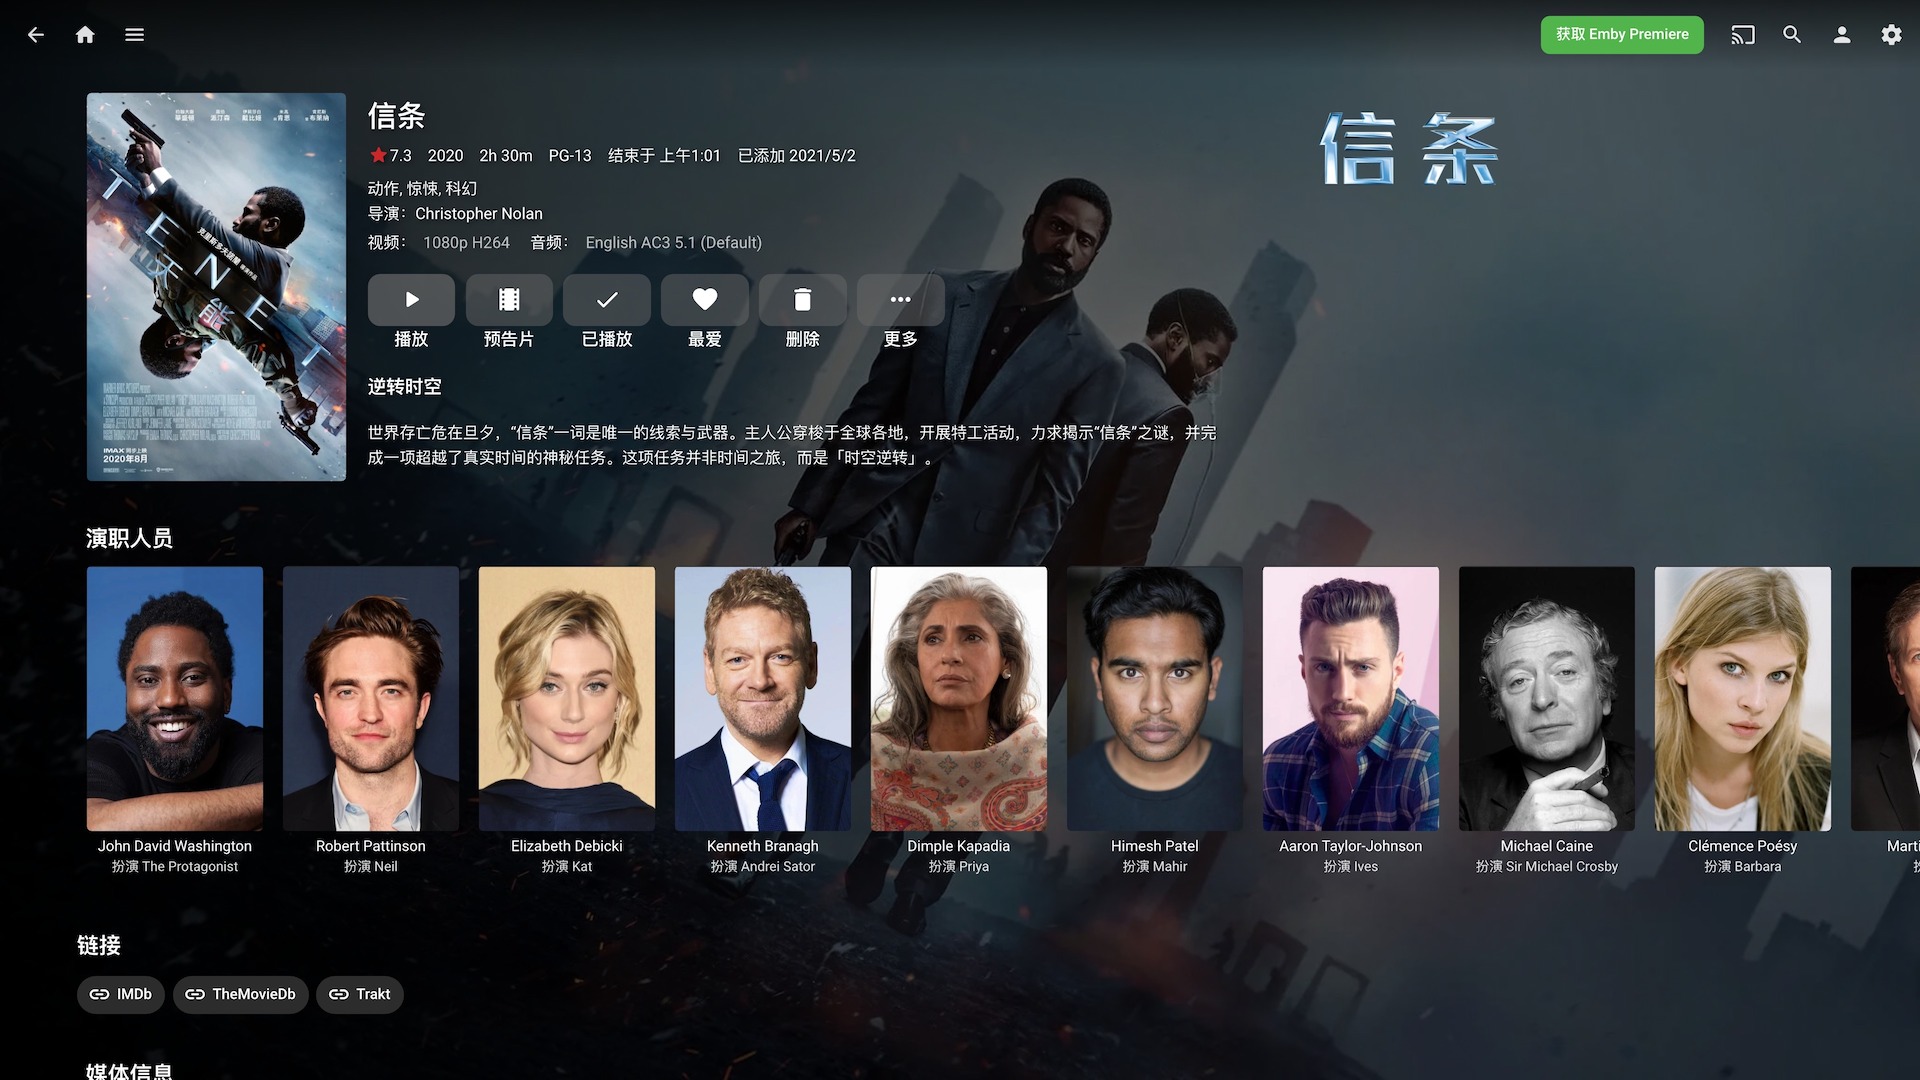 获取 Emby Premiere
信条
7.3 2020 2h 30m PG-13 结束于 上午1:01 已添加 2021/5/2
动作, 惊悚, 科幻
导演： Christopher Nolan
视频： 1080p H264 音频： English AC3 5.1 (Default)
播放 预告片 已播放 最爱 删除 更多
逆转时空
世界存亡危在旦夕，“信条”一词是唯一的线索与武器。主人公穿梭于全球各地，开展特工活动，力求揭示“信条”之谜，并完
成一项超越了真实时间的神秘任务。这项任务并非时间之旅，而是「时空逆转」。
信条
TENET
天能
IMAX 同步上映
2020年8月
演职人员
John David Washington
扮演 The Protagonist
Robert Pattinson
扮演 Neil
Elizabeth Debicki
扮演 Kat
Kenneth Branagh
扮演 Andrei Sator
Dimple Kapadia
扮演 Priya
Himesh Patel
扮演 Mahir
Aaron Taylor-Johnson
扮演 Ives
Michael Caine
扮演 Sir Michael Crosby
Clémence Poésy
扮演 Barbara
Marti
链接
IMDb TheMovieDb Trakt
媒体信息